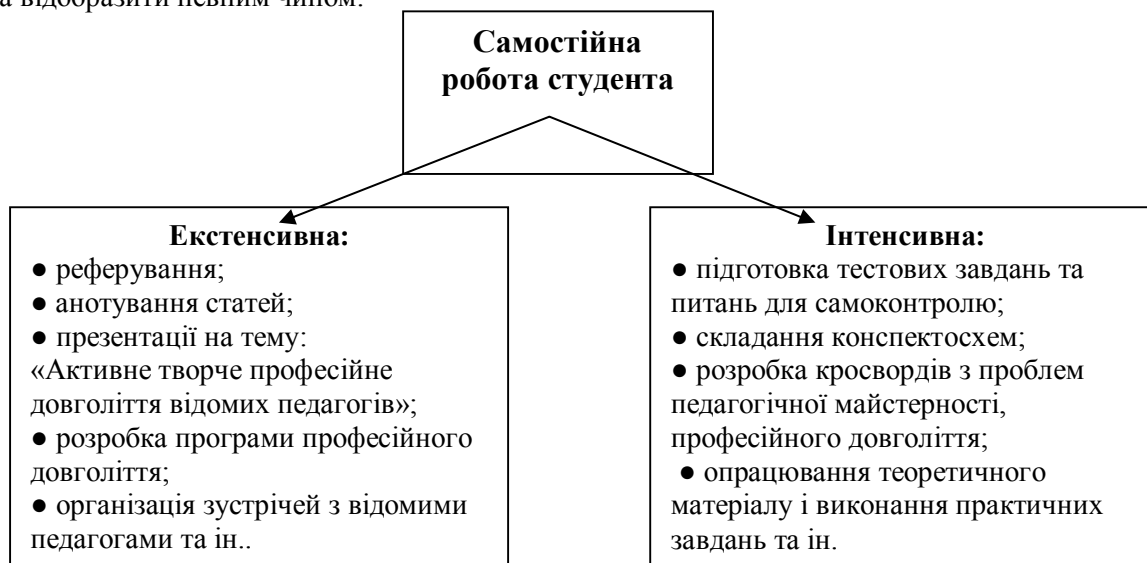 а відобразити певним чином:
Самостійна
робота студента
Екстенсивна:
● реферування;
● анотування статей;
● презентації на тему:
«Активне творче професійне
довголіття відомих педагогів»;
● розробка програми професійного
довголіття;
● організація зустрічей з відомими
педагогами та ін..
Інтенсивна:
● підготовка тестових завдань та
питань для самоконтролю;
● складання конспектосхем;
● розробка кросвордів з проблем
педагогічної майстерності,
професійного довголіття;
● опрацювання теоретичного
матеріалу і виконання практичних
завдань та ін.